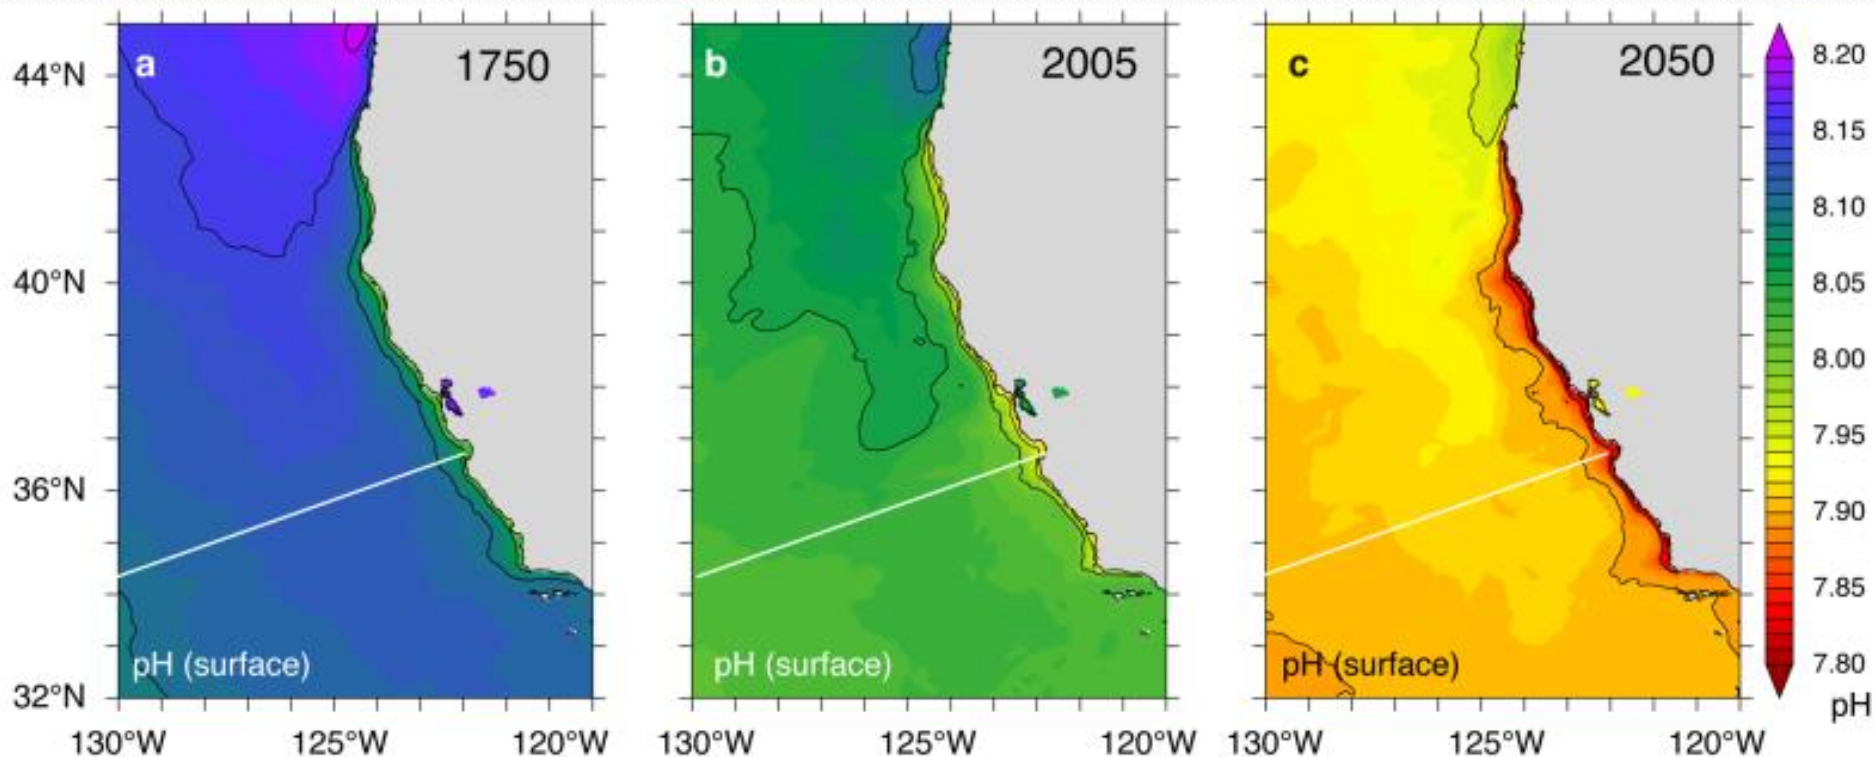 a 1750
b 2005
c 2050
8.20
8.15
8.10
8.05
8.00
7.95
7.90
7.85
7.80
pH
44°N
40°N
36°N
32°N
pH (surface)
pH (surface)
pH (surface)
130°W 125°W 120°W
130°W 125°W 120°W
130°W 125°W 120°W